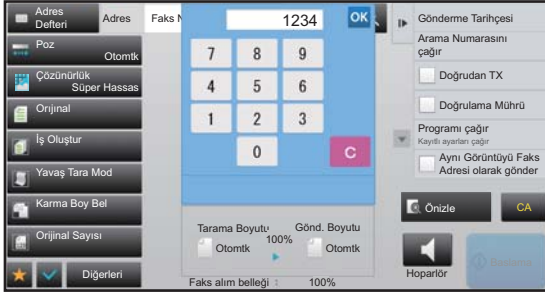 Adres
Defteri
Adres
Faks N
1234
OK
Gönderme Tarihçesi
Poz
Otomtk
Arama Numarasını
çağır
7 8 9
Çözünürlük
Süper Hassas
Doğrudan TX
4 5 6
Orijinal
Doğrulama Mührü
1 2 3
İş Oluştur
Programı çağır
Kayıtlı ayarları çağır
0 C
Yavaş Tara Mod
Aynı Görüntüyü Faks
Adresi olarak gönder
Karma Boy Bel
Önizle
CA
Orijinal Sayısı
Tarama Boyutu
Gönd. Boyutu
100%
Otomtk
Otomtk
Diğerleri
Hoparlör
Başlama
Faks alım belleği : 100%